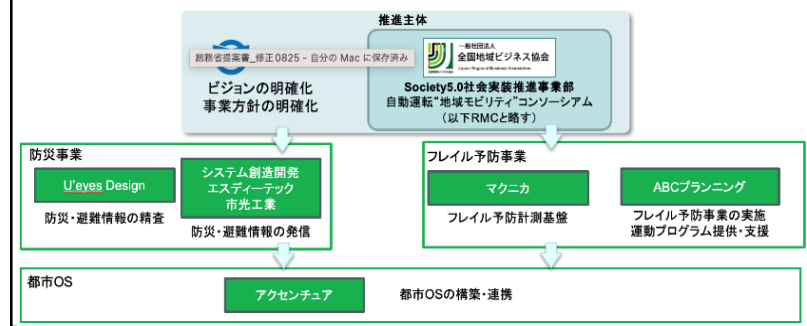 推進主体
総務省提案書_修正0825 - 自分の Mac に保存済み
ビジョンの明確化
事業方針の明確化
一般社団法人
全国地域ビジネス協会
Japan Regional Business Association
Society5.0社会実装推進事業部
自動運転“地域モビリティ”コンソーシアム
（以下RMCと略す）
防災事業
U'eyes Design
防災・避難情報の精査
システム創造開発
エスディーテック
市光工業
防災・避難情報の発信
フレイル予防事業
マクニカ
フレイル予防計測基盤
ABCプランニング
フレイル予防事業の実施
運動プログラム提供・支援
都市OS
アクセンチュア
都市OSの構築・連携